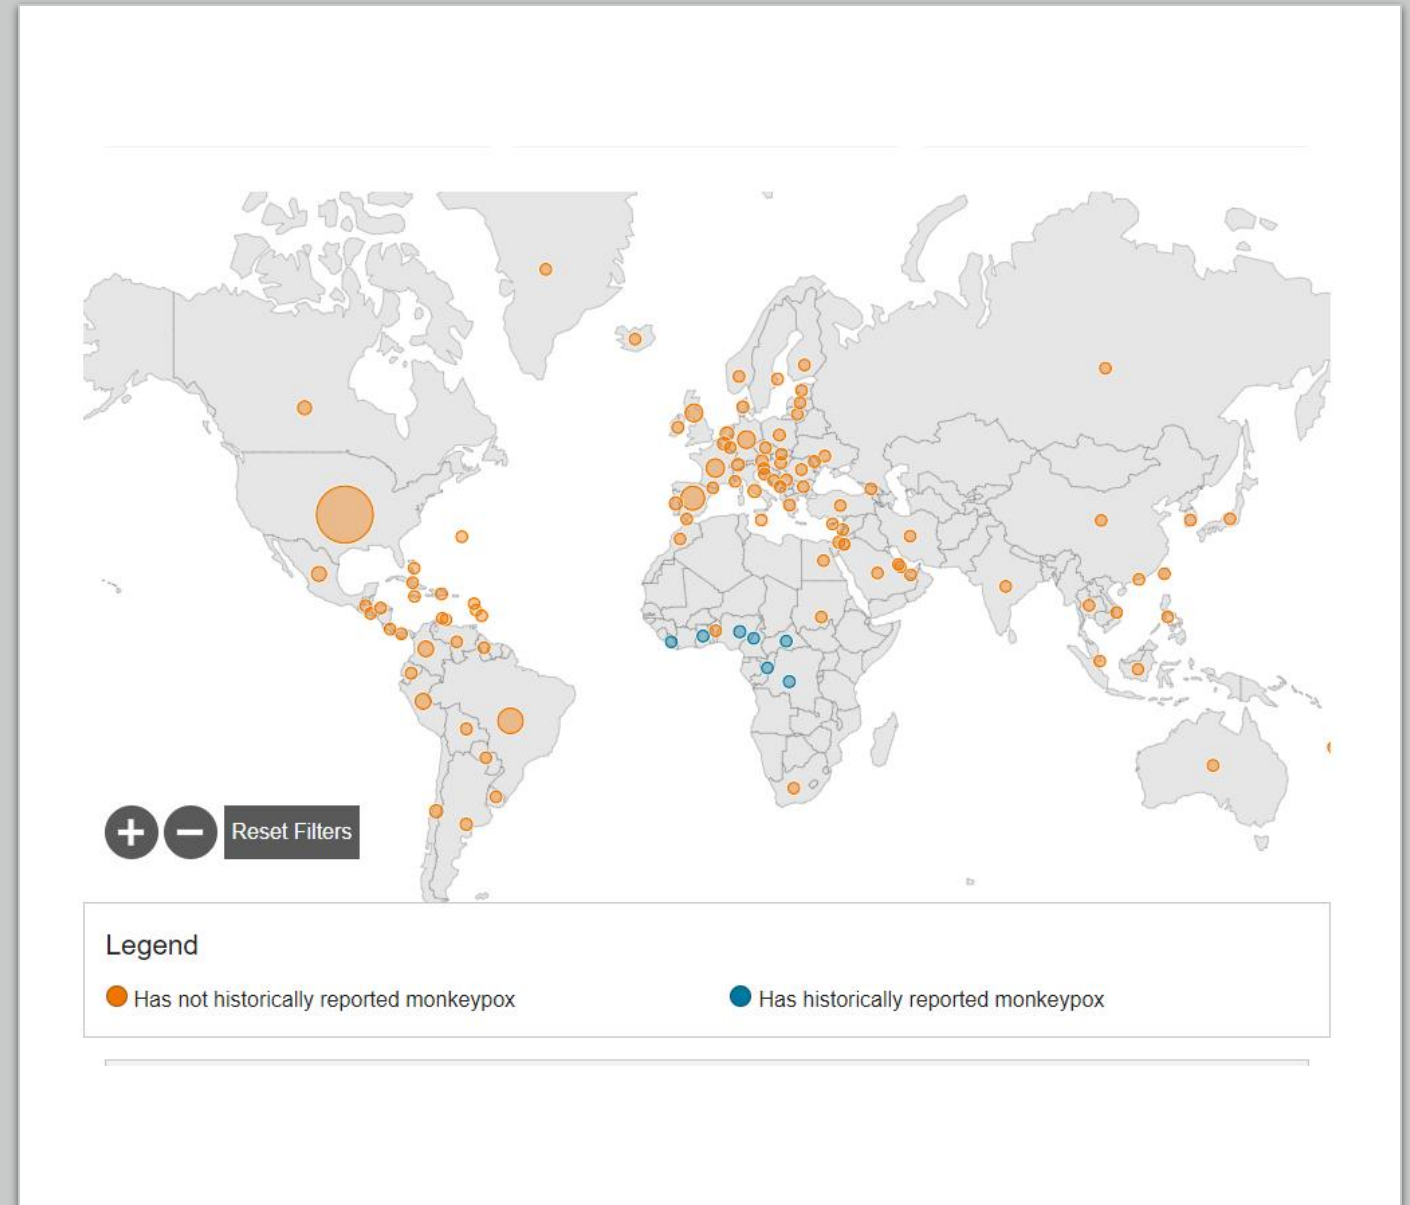 Reset Filters
Legend
Has not historically reported monkeypox
Has historically reported monkeypox